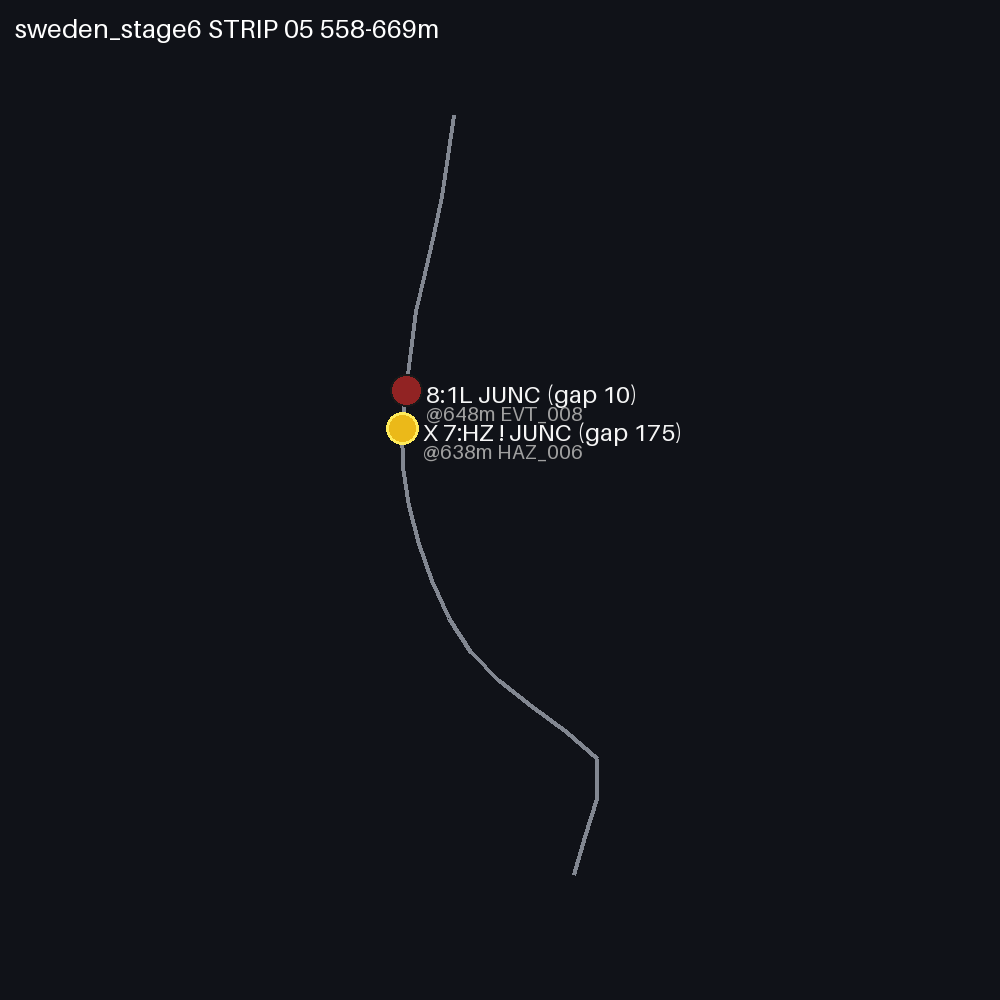 sweden_stage6 STRIP 05 558-669m
8:1L JUNC (gap 10)
@648m EVT_008
X 7:HZ ! JUNC (gap 175)
@638m HAZ_006